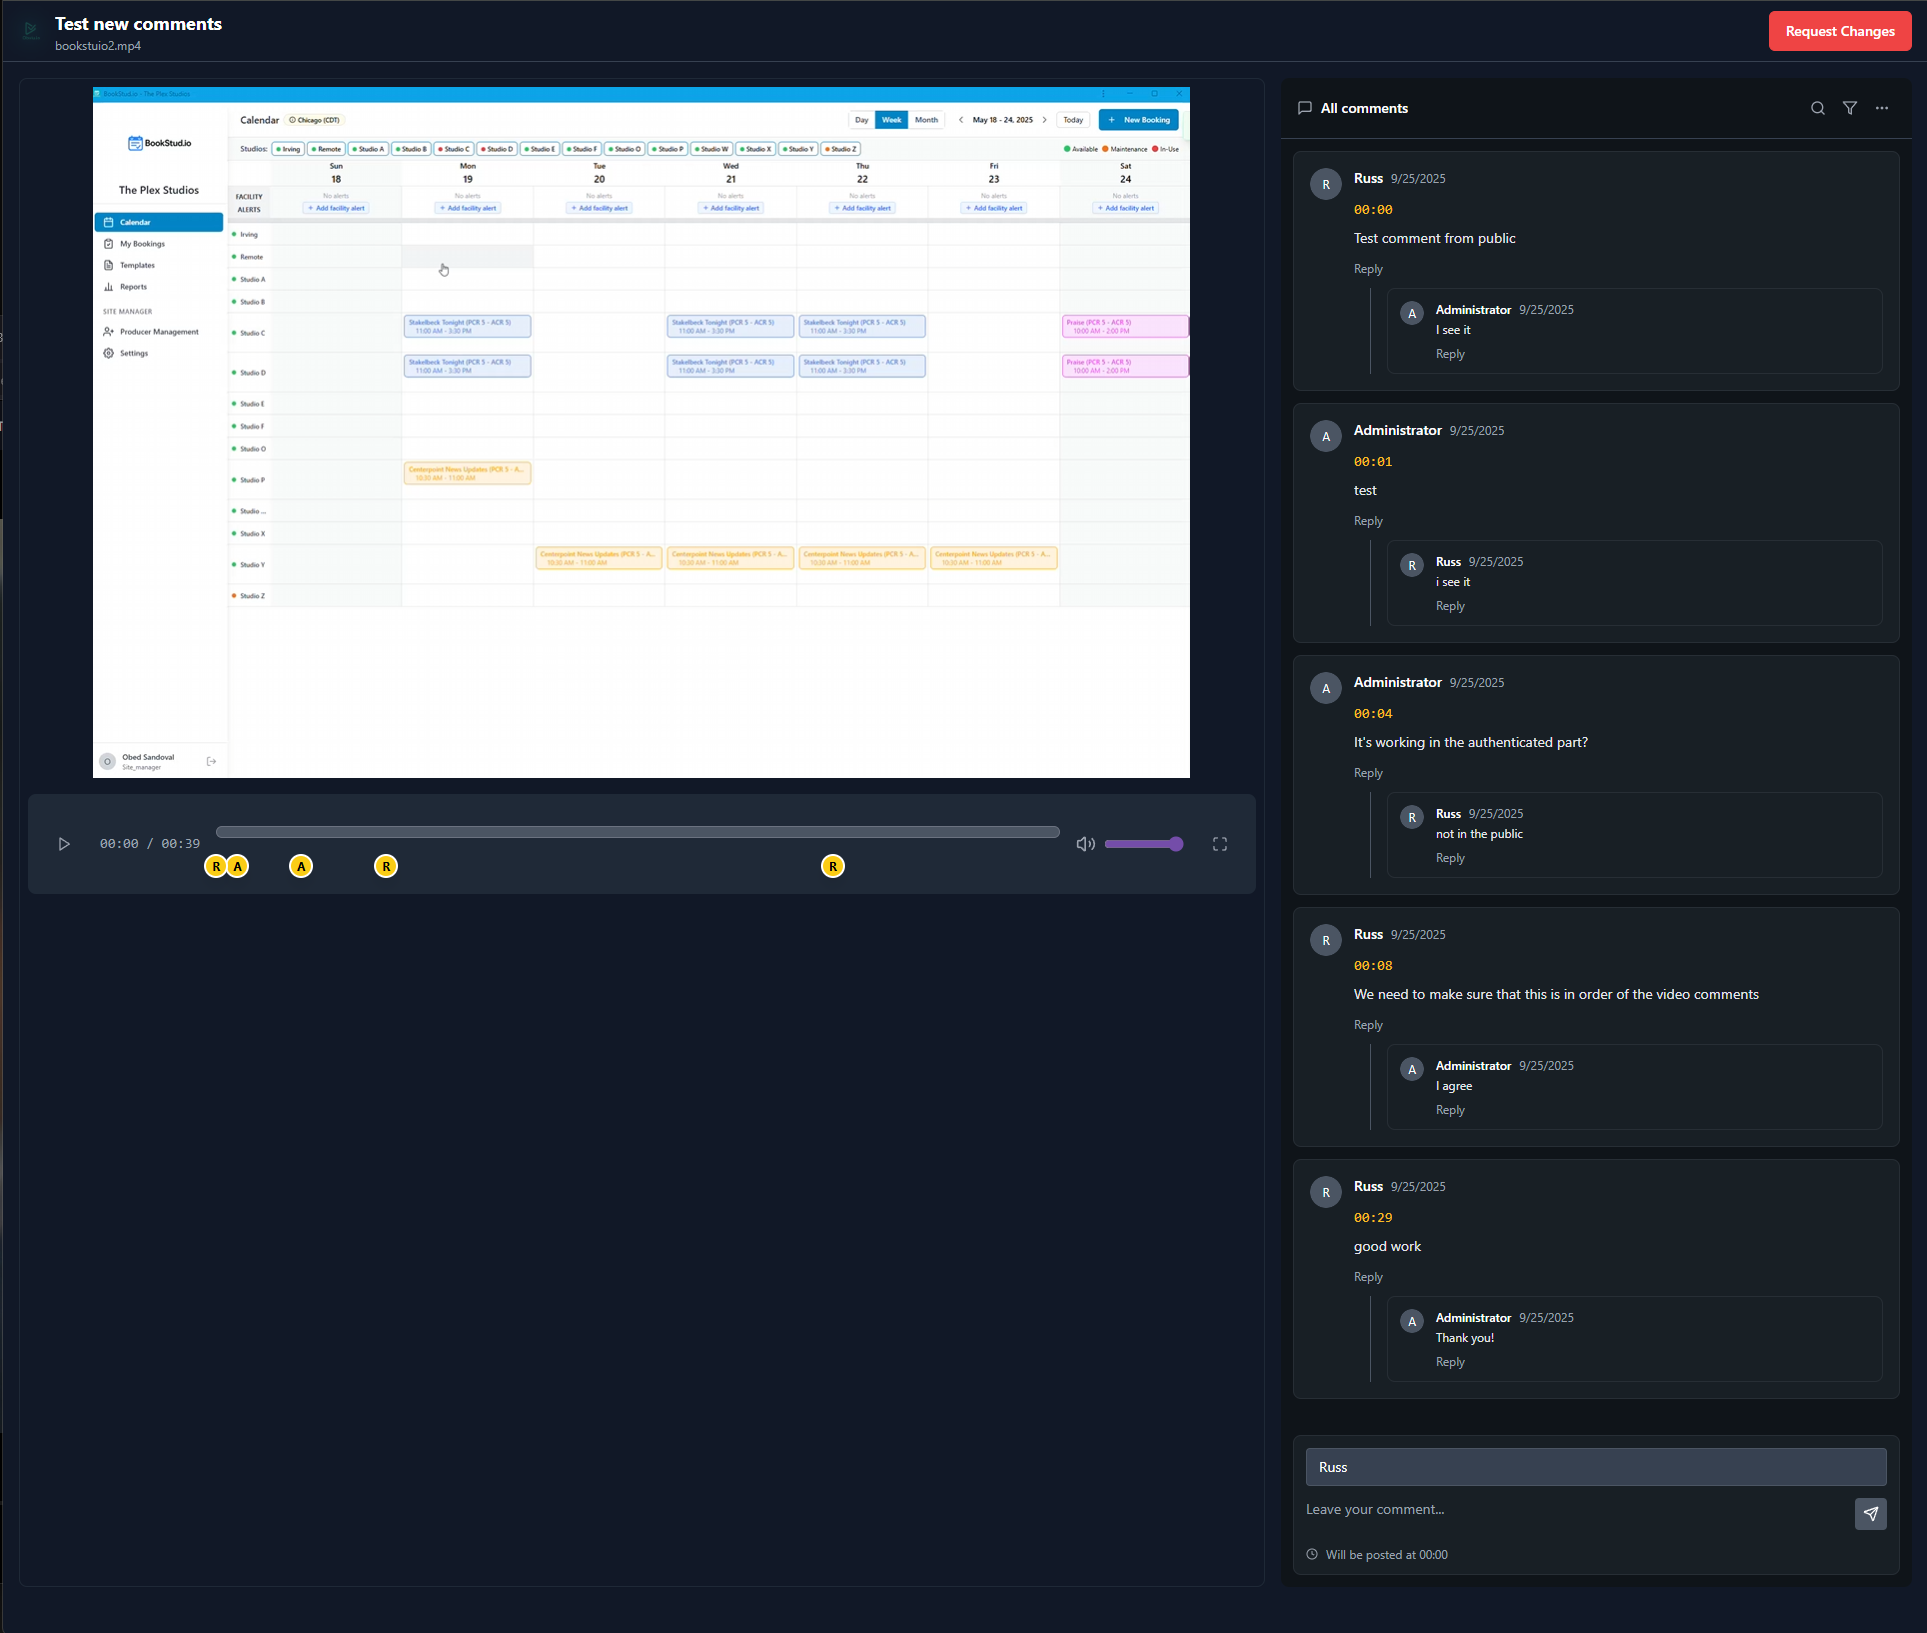 Test new comments
bookstuio2.mp4
Request Changes
BookStud.io - The Plex Studios
BookStud.io
The Plex Studios
Calendar
My Bookings
Templates
Reports
SITE MANAGER
Producer Management
Settings
Obed Sandoval
Site_manager
Calendar Chicago (CDT)
Day Week Month May 18 - 24, 2025 Today + New Booking
Studios: Irving Remote Studio A Studio B Studio C Studio D Studio E Studio F Studio O Studio P Studio W Studio X Studio Y Studio Z
Available Maintenance In-Use
Sun Mon Tue Wed Thu Fri Sat
18 19 20 21 22 23 24
FACILITY ALERTS
No alerts No alerts No alerts No alerts No alerts No alerts No alerts
+ Add facility alert + Add facility alert + Add facility alert + Add facility alert + Add facility alert + Add facility alert + Add facility alert
Irving
Remote
Studio A
Studio B
Studio C
Stakelbeck Tonight (PCR 5 - ACR 5) Stakelbeck Tonight (PCR 5 - ACR 5) Stakelbeck Tonight (PCR 5 - ACR 5) Praise (PCR 5 - ACR 5)
11:00 AM - 3:30 PM 11:00 AM - 3:30 PM 11:00 AM - 3:30 PM 10:00 AM - 2:00 PM
Studio D
Stakelbeck Tonight (PCR 5 - ACR 5) Stakelbeck Tonight (PCR 5 - ACR 5) Stakelbeck Tonight (PCR 5 - ACR 5) Praise (PCR 5 - ACR 5)
11:00 AM - 3:30 PM 11:00 AM - 3:30 PM 11:00 AM - 3:30 PM 10:00 AM - 2:00 PM
Studio E
Studio F
Studio O
Studio P
Centerpoint News Updates (PCR 5 - A...
10:30 AM - 11:00 AM
Studio ...
Studio X
Studio Y
Centerpoint News Updates (PCR 5 - A... Centerpoint News Updates (PCR 5 - A... Centerpoint News Updates (PCR 5 - A... Centerpoint News Updates (PCR 5 - A...
10:30 AM - 11:00 AM 10:30 AM - 11:00 AM 10:30 AM - 11:00 AM 10:30 AM - 11:00 AM
Studio Z
00:00 / 00:39
R A A R R
All comments
R Russ 9/25/2025
00:00
Test comment from public
Reply
A Administrator 9/25/2025
I see it
Reply
A Administrator 9/25/2025
00:01
test
Reply
R Russ 9/25/2025
i see it
Reply
A Administrator 9/25/2025
00:04
It's working in the authenticated part?
Reply
R Russ 9/25/2025
not in the public
Reply
R Russ 9/25/2025
00:08
We need to make sure that this is in order of the video comments
Reply
A Administrator 9/25/2025
I agree
Reply
R Russ 9/25/2025
00:29
good work
Reply
A Administrator 9/25/2025
Thank you!
Reply
Russ
Leave your comment...
Will be posted at 00:00